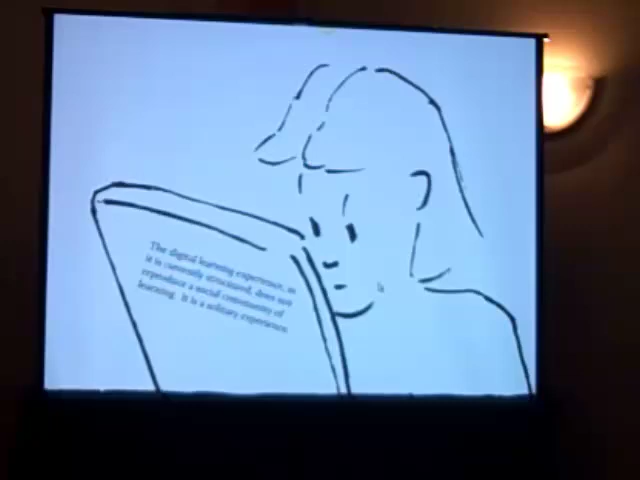 The digital learning experience, as
it is currently structured, does not
reproduce a social community of
learning. It is a solitary experience.